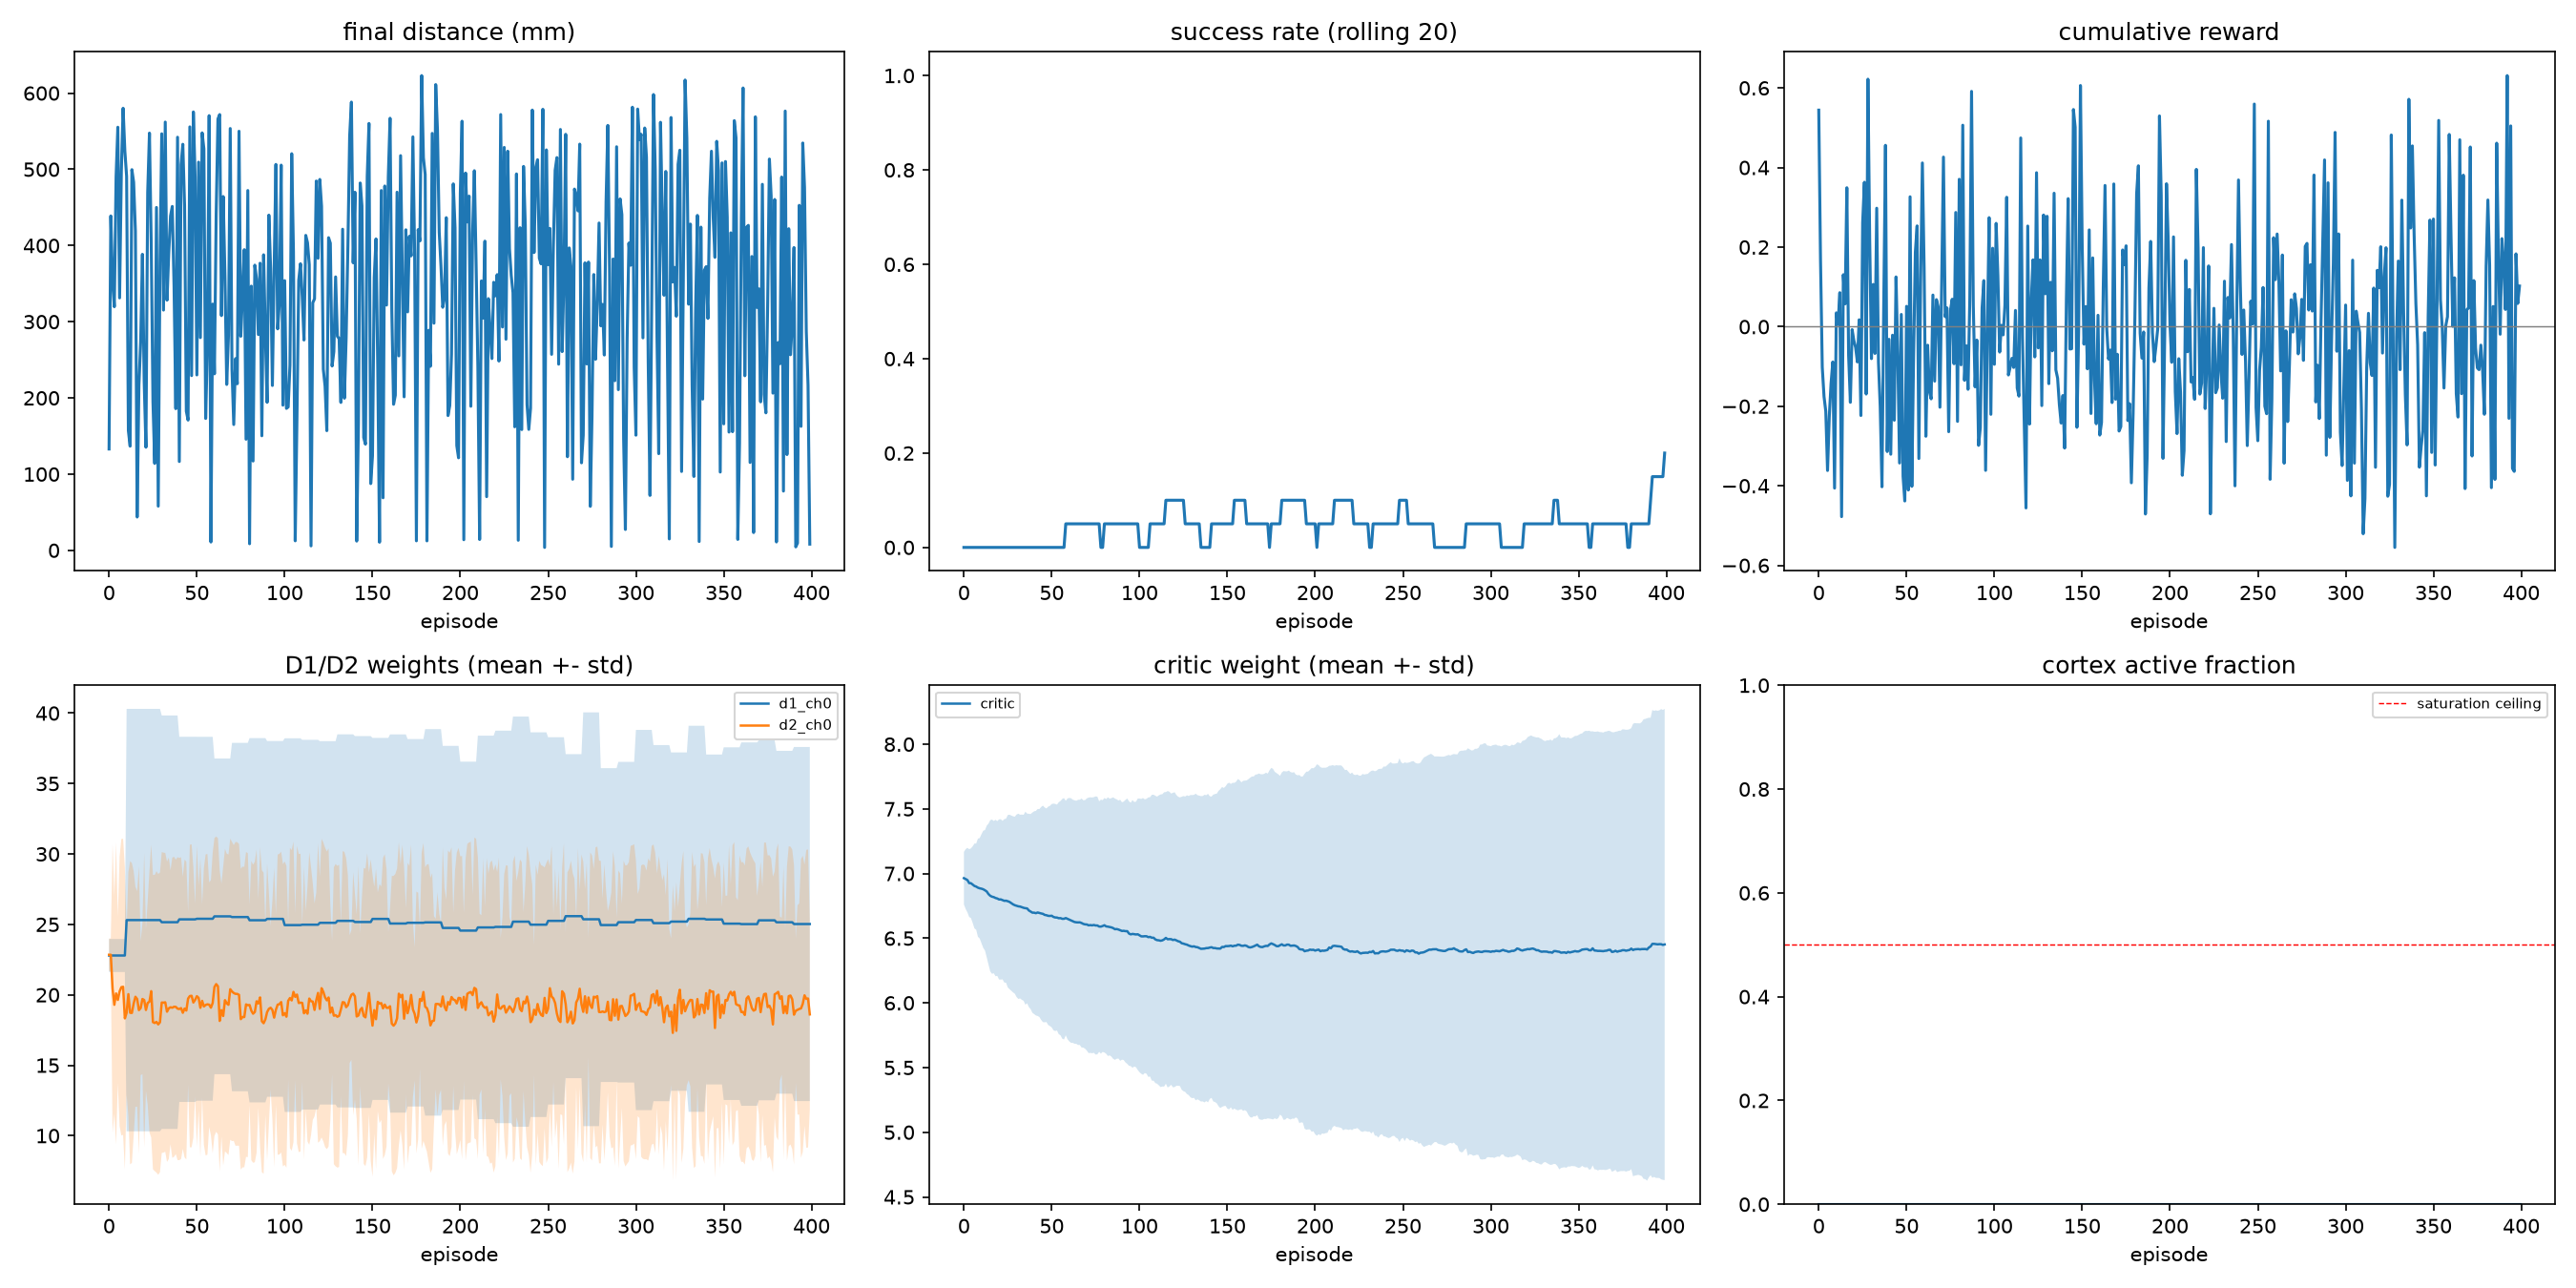 final distance (mm)
600
500
400
300
200
100
0
0 50 100 150 200 250 300 350 400
episode
success rate (rolling 20)
1.0
0.8
0.6
0.4
0.2
0.0
0 50 100 150 200 250 300 350 400
episode
cumulative reward
0.6
0.4
0.2
0.0
−0.2
−0.4
−0.6
0 50 100 150 200 250 300 350 400
episode
D1/D2 weights (mean +- std)
d1_ch0
d2_ch0
40
35
30
25
20
15
10
0 50 100 150 200 250 300 350 400
episode
critic weight (mean +- std)
critic
8.0
7.5
7.0
6.5
6.0
5.5
5.0
4.5
0 50 100 150 200 250 300 350 400
episode
cortex active fraction
saturation ceiling
1.0
0.8
0.6
0.4
0.2
0.0
0 50 100 150 200 250 300 350 400
episode